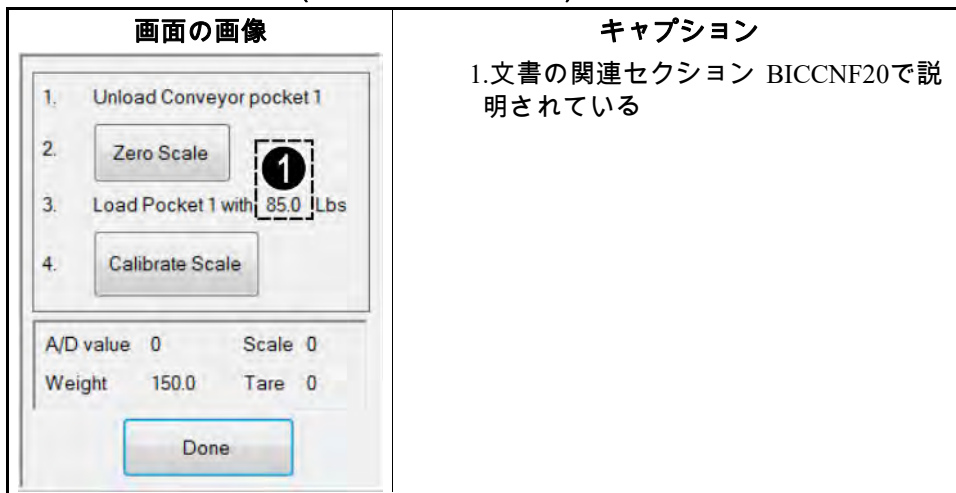 画面の画像
キャプション
1. Unload Conveyor pocket 1
2. Zero Scale
1
3. Load Pocket 1 with 85.0 Lbs
4. Calibrate Scale
A/D value 0 Scale 0
Weight 150.0 Tare 0
Done
1.文書の関連セクション BICCNF20で説
明されている